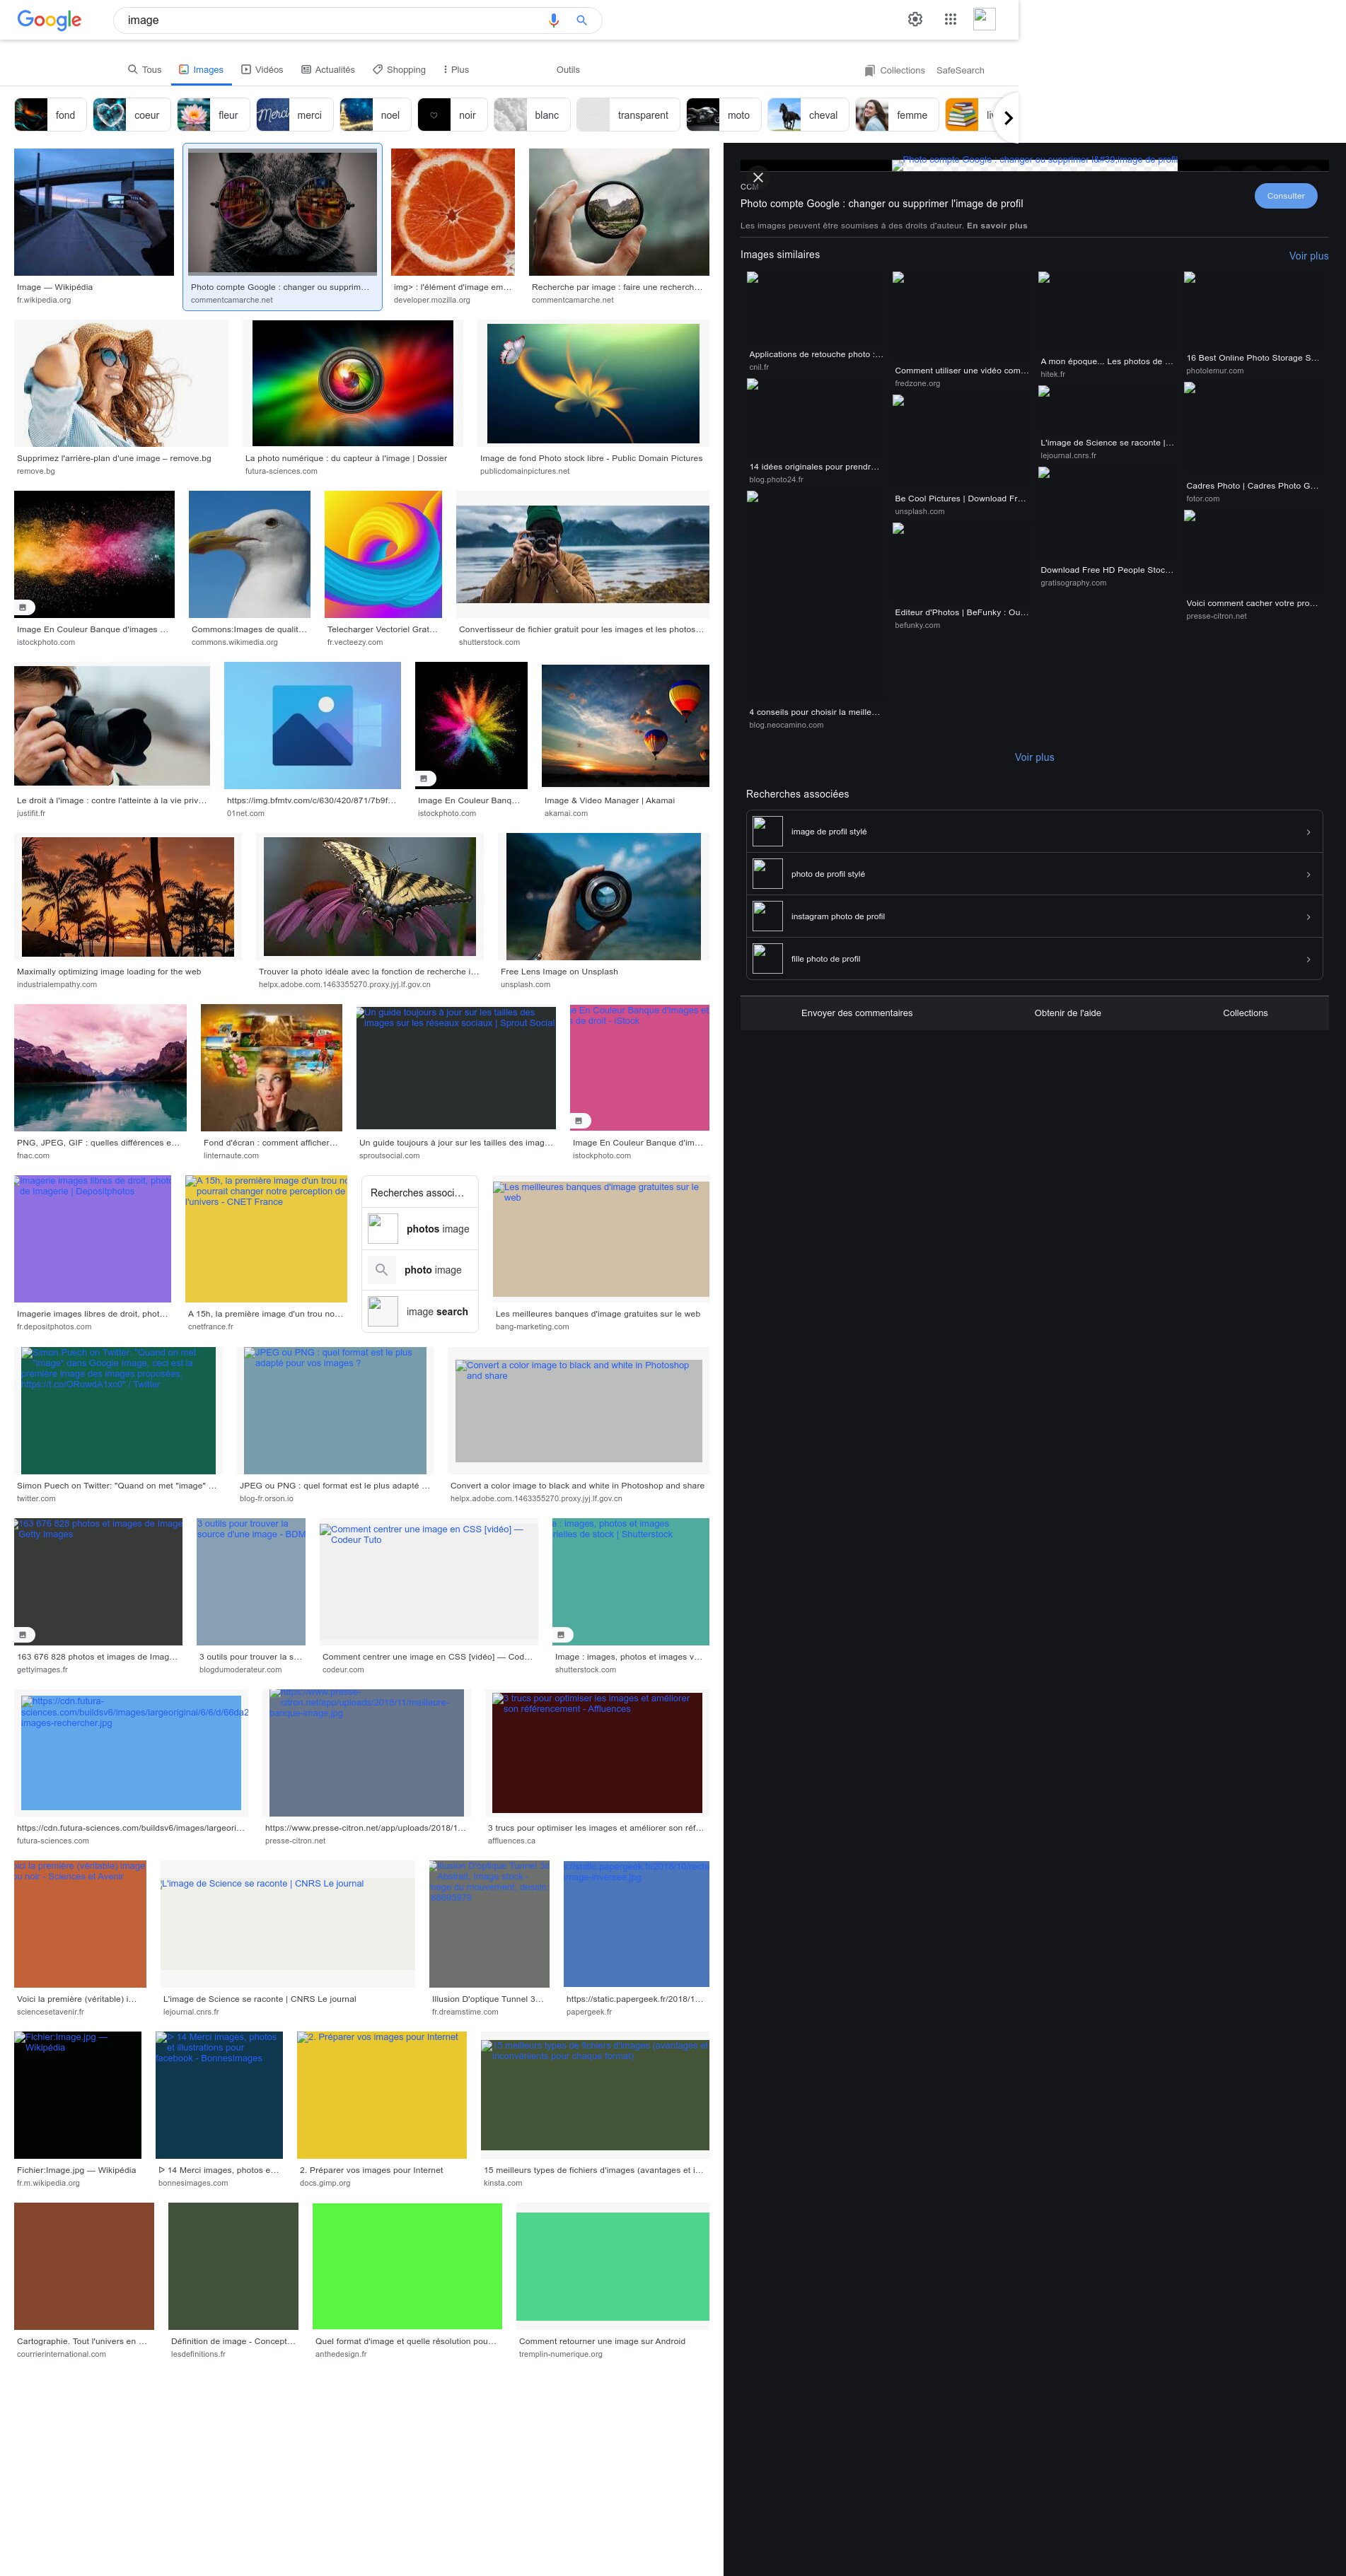 Google
image
Tous
Images
Vidéos
Actualités
Shopping
Plus
Outils
Collections
SafeSearch
fond
coeur
fleur
merci
noel
noir
blanc
transparent
moto
cheval
femme
Image — Wikipédia
fr.wikipedia.org
Photo compte Google : changer ou supprim…
commentcamarche.net
img> : l'élément d'image em…
developer.mozilla.org
Recherche par image : faire une recherch…
commentcamarche.net
Supprimez l'arrière-plan d'une image – remove.bg
remove.bg
La photo numérique : du capteur à l'image | Dossier
futura-sciences.com
Image de fond Photo stock libre - Public Domain Pictures
publicdomainpictures.net
Image En Couleur Banque d'images …
istockphoto.com
Commons:Images de qualit…
commons.wikimedia.org
Telecharger Vectoriel Grat…
fr.vecteezy.com
Convertisseur de fichier gratuit pour les images et les photos…
shutterstock.com
Le droit à l'image : contre l'atteinte à la vie priv…
justifit.fr
https://img.bfmtv.com/c/630/420/871/7b9f…
01net.com
Image En Couleur Banq…
istockphoto.com
Image & Video Manager | Akamai
akamai.com
Maximally optimizing image loading for the web
industrialempathy.com
Trouver la photo idéale avec la fonction de recherche i…
helpx.adobe.com.1463355270.proxy.jyj.lf.gov.cn
Free Lens Image on Unsplash
unsplash.com
PNG, JPEG, GIF : quelles différences e…
fnac.com
Fond d'écran : comment afficher…
linternaute.com
Un guide toujours à jour sur les tailles des
images sur les réseaux sociaux | Sprout Social
Un guide toujours à jour sur les tailles des imag…
sproutsocial.com
e En Couleur Banque d'images et
de droit - iStock
Image En Couleur Banque d'im…
istockphoto.com
Imagerie images libres de droit, phot
de Imagerie | Depositphotos
Imagerie images libres de droit, phot…
fr.depositphotos.com
A 15h, la première image d'un trou no
pourrait changer notre perception de
l'univers - CNET France
A 15h, la première image d'un trou no…
cnetfrance.fr
Recherches associ…
photos image
photo image
image search
Les meilleures banques d'image gratuites sur le
web
Les meilleures banques d'image gratuites sur le web
bang-marketing.com
Simon Puech on Twitter: "Quand on met
"image" dans Google Image, ceci est la
première image des images proposées
Simon Puech on Twitter: "Quand on met "image" …
twitter.com
JPEG ou PNG : quel format est le plus
adapté pour vos images ?
JPEG ou PNG : quel format est le plus adapté …
blog-fr.orson.io
Convert a color image to black and white in Photoshop
and share
Convert a color image to black and white in Photoshop and share
helpx.adobe.com.1463355270.proxy.jyj.lf.gov.cn
163 676 828 photos et images de Image
Getty Images
163 676 828 photos et images de Imag…
gettyimages.fr
3 outils pour trouver la
source d'une image - BDM
3 outils pour trouver la s…
blogdumoderateur.com
Comment centrer une image en CSS [vidéo] —
Codeur Tuto
Comment centrer une image en CSS [vidéo] — Cod…
codeur.com
e : images, photos et images
rielles de stock | Shutterstock
Image : images, photos et images v…
shutterstock.com
https://cdn.futura-
sciences.com/buildsv6/images/largeoriginal/6/6/d/66da2
images-rechercher.jpg
https://cdn.futura-sciences.com/buildsv6/images/largeori…
futura-sciences.com
https://www.presse-
citron.net/app/uploads/2018/11/meilleure-
banque-image.jpg
https://www.presse-citron.net/app/uploads/2018/1…
presse-citron.net
3 trucs pour optimiser les images et améliorer
son référencement - Affluences
3 trucs pour optimiser les images et améliorer son réf…
affluences.ca
oici la première (véritable) image
ou noir - Sciences et Avenir
Voici la première (véritable) i…
sciencesetavenir.fr
L'image de Science se raconte | CNRS Le journal
L'image de Science se raconte | CNRS Le journal
lejournal.cnrs.fr
Illusion D'optique Tunnel 3d
Illusion D'optique Tunnel 3…
fr.dreamstime.com
image-inversee.jpg
https://static.papergeek.fr/2018/1…
papergeek.fr
Fichier:Image.jpg —
Wikipédia
Fichier:Image.jpg — Wikipédia
fr.m.wikipedia.org
ᐅ 14 Merci images, photos
et illustrations pour
facebook - BonnesImages
ᐅ 14 Merci images, photos e…
bonnesimages.com
2. Préparer vos images pour Internet
2. Préparer vos images pour Internet
docs.gimp.org
15 meilleurs types de fichiers d'images (avantages et
inconvénients pour chaque format)
15 meilleurs types de fichiers d'images (avantages et i…
kinsta.com
Cartographie. Tout l'univers en …
courrierinternational.com
Définition de image - Concept…
lesdefinitions.fr
Quel format d'image et quelle résolution pou…
anthedesign.fr
Comment retourner une image sur Android
tremplin-numerique.org
Photo compte Google : changer ou supprimer l&#39;image de profil
CCM
Photo compte Google : changer ou supprimer l'image de profil
Consulter
Les images peuvent être soumises à des droits d'auteur. En savoir plus
Images similaires
Voir plus
Applications de retouche photo :…
cnil.fr
Comment utiliser une vidéo com…
fredzone.org
A mon époque... Les photos de …
hitek.fr
16 Best Online Photo Storage S…
photolemur.com
14 idées originales pour prendr…
blog.photo24.fr
Be Cool Pictures | Download Fr…
unsplash.com
L'image de Science se raconte |…
lejournal.cnrs.fr
Cadres Photo | Cadres Photo G…
fotor.com
4 conseils pour choisir la meille…
blog.neocamino.com
Editeur d'Photos | BeFunky : Ou…
befunky.com
Download Free HD People Stoc…
gratisography.com
Voici comment cacher votre pro…
presse-citron.net
Voir plus
Recherches associées
image de profil stylé
photo de profil stylé
instagram photo de profil
fille photo de profil
Envoyer des commentaires
Obtenir de l'aide
Collections